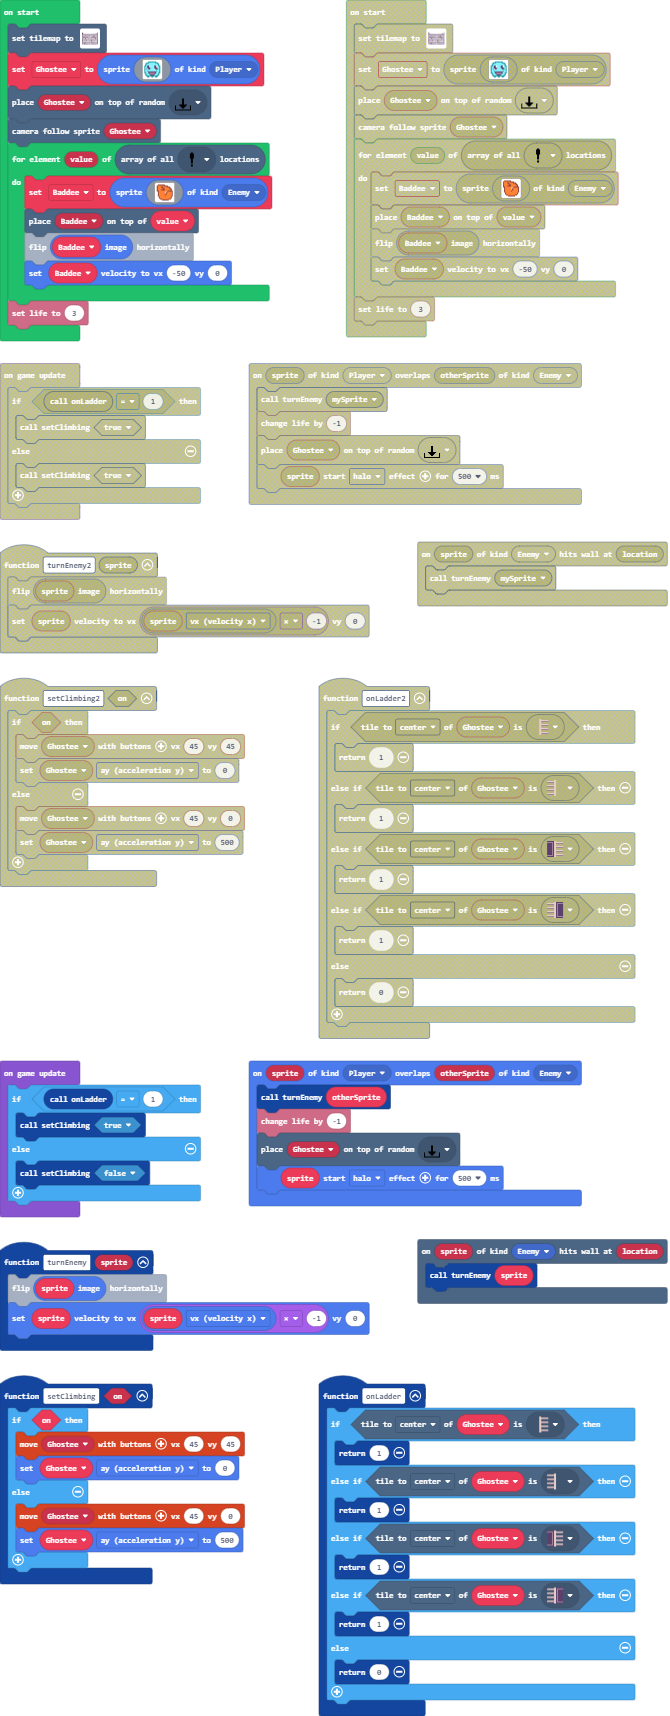 on start
set tilemap to
set Ghostee to sprite of kind Player
place Ghostee on top of random
camera follow sprite Ghostee
for element value of array of all locations
do
set Baddee to sprite of kind Enemy
place Baddee on top of value
flip Baddee image horizontally
set Baddee velocity to vx -50 vy 0
set life to 3
on start
set tilemap to
set Ghostee to sprite of kind Player
place Ghostee on top of random
camera follow sprite Ghostee
for element value of array of all locations
do
set Baddee to sprite of kind Enemy
place Baddee on top of value
flip Baddee image horizontally
set Baddee velocity to vx -50 vy 0
set life to 3
on game update
if call onLadder = 1 then
call setClimbing true
else
call setClimbing true
on sprite of kind Player overlaps otherSprite of kind Enemy
call turnEnemy mySprite
change life by -1
place Ghostee on top of random
sprite start halo effect for 500 ms
function turnEnemy2 sprite
flip sprite image horizontally
set sprite velocity to vx sprite vx (velocity x) × -1 vy 0
on sprite of kind Enemy hits wall at location
call turnEnemy mySprite
function setClimbing2 on
if on then
move Ghostee with buttons vx 45 vy 45
set Ghostee ay (acceleration y) to 0
else
move Ghostee with buttons vx 45 vy 0
set Ghostee ay (acceleration y) to 500
function onLadder2
if tile to center of Ghostee is then
return 1
else if tile to center of Ghostee is then
return 1
else if tile to center of Ghostee is then
return 1
else if tile to center of Ghostee is then
return 1
else
return 0
on game update
if call onLadder = 1 then
call setClimbing true
else
call setClimbing false
on sprite of kind Player overlaps otherSprite of kind Enemy
call turnEnemy otherSprite
change life by -1
place Ghostee on top of random
sprite start halo effect for 500 ms
function turnEnemy sprite
flip sprite image horizontally
set sprite velocity to vx sprite vx (velocity x) × -1 vy 0
on sprite of kind Enemy hits wall at location
call turnEnemy sprite
function setClimbing on
if on then
move Ghostee with buttons vx 45 vy 45
set Ghostee ay (acceleration y) to 0
else
move Ghostee with buttons vx 45 vy 0
set Ghostee ay (acceleration y) to 500
function onLadder
if tile to center of Ghostee is then
return 1
else if tile to center of Ghostee is then
return 1
else if tile to center of Ghostee is then
return 1
else if tile to center of Ghostee is then
return 1
else
return 0